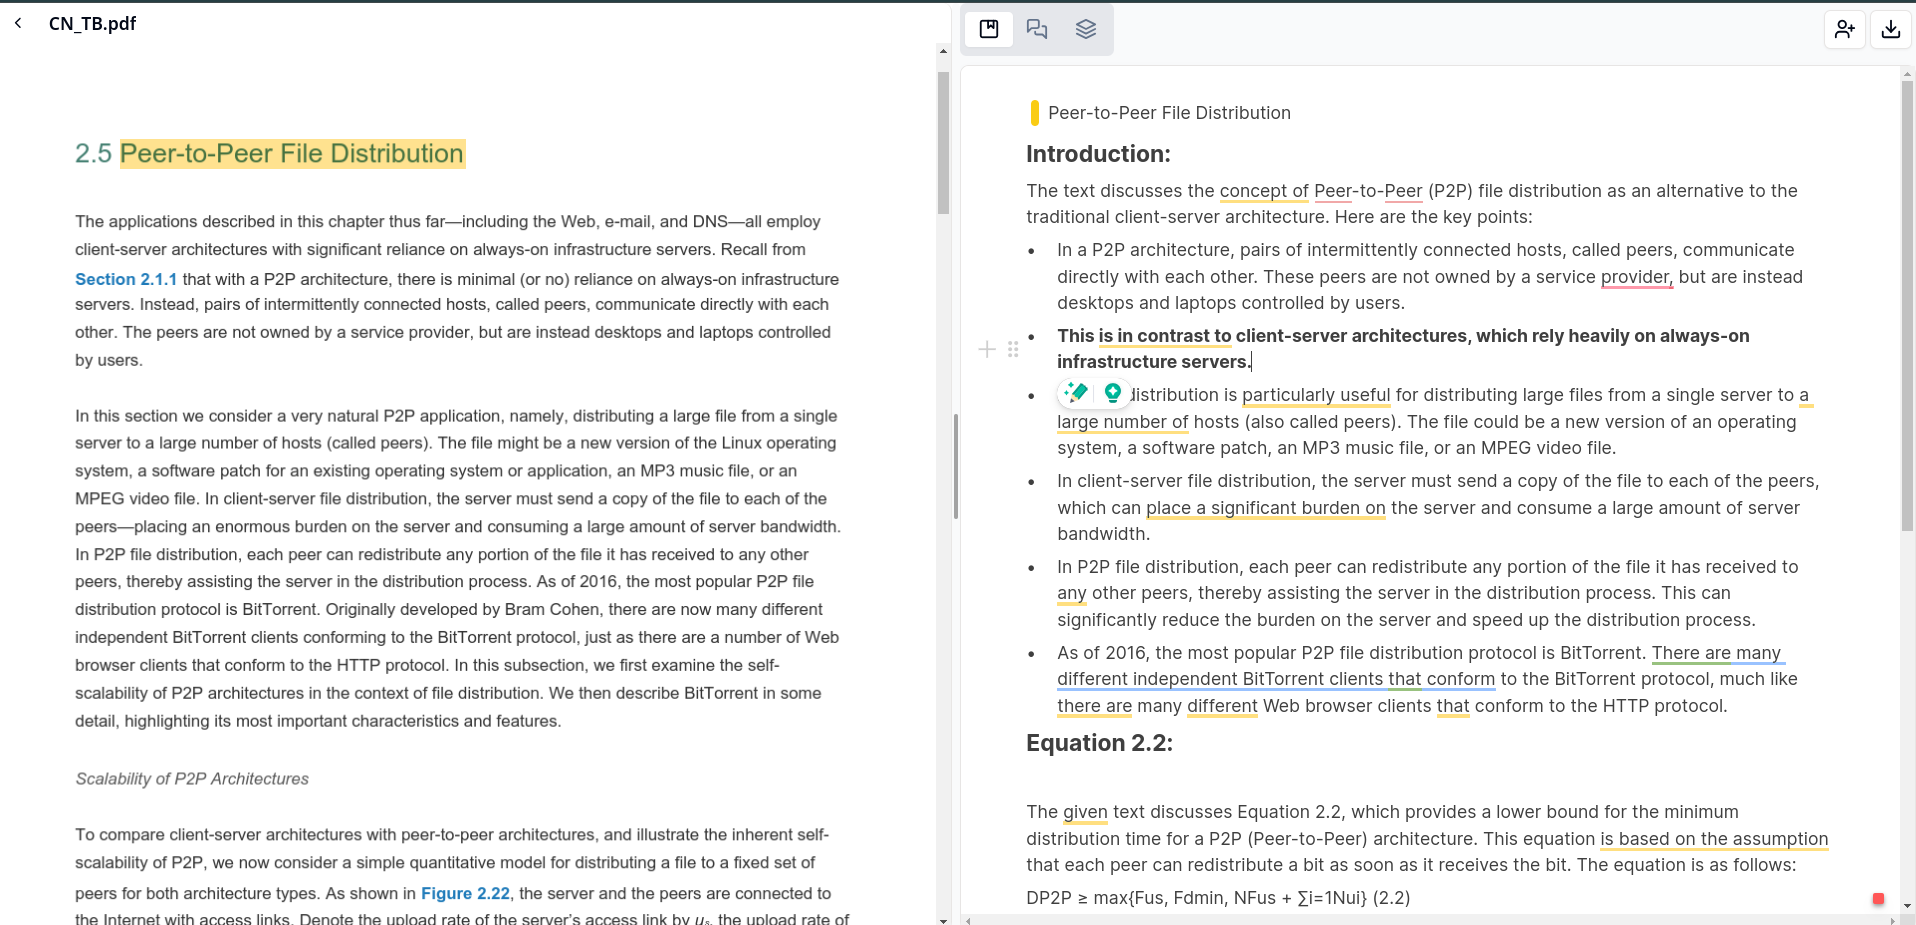 CN_TB.pdf
2.5 Peer-to-Peer File Distribution
The applications described in this chapter thus far—including the Web, e-mail, and DNS—all employ
client-server architectures with significant reliance on always-on infrastructure servers. Recall from
Section 2.1.1 that with a P2P architecture, there is minimal (or no) reliance on always-on infrastructure
servers. Instead, pairs of intermittently connected hosts, called peers, communicate directly with each
other. The peers are not owned by a service provider, but are instead desktops and laptops controlled
by users.
In this section we consider a very natural P2P application, namely, distributing a large file from a single
server to a large number of hosts (called peers). The file might be a new version of the Linux operating
system, a software patch for an existing operating system or application, an MP3 music file, or an
MPEG video file. In client-server file distribution, the server must send a copy of the file to each of the
peers—placing an enormous burden on the server and consuming a large amount of server bandwidth.
In P2P file distribution, each peer can redistribute any portion of the file it has received to any other
peers, thereby assisting the server in the distribution process. As of 2016, the most popular P2P file
distribution protocol is BitTorrent. Originally developed by Bram Cohen, there are now many different
independent BitTorrent clients conforming to the BitTorrent protocol, just as there are a number of Web
browser clients that conform to the HTTP protocol. In this subsection, we first examine the self-
scalability of P2P architectures in the context of file distribution. We then describe BitTorrent in some
detail, highlighting its most important characteristics and features.
Scalability of P2P Architectures
To compare client-server architectures with peer-to-peer architectures, and illustrate the inherent self-
scalability of P2P, we now consider a simple quantitative model for distributing a file to a fixed set of
peers for both architecture types. As shown in Figure 2.22, the server and the peers are connected to
the Internet with access links. Denote the upload rate of the server's access link by us, the upload rate of
Peer-to-Peer File Distribution
Introduction:
The text discusses the concept of Peer-to-Peer (P2P) file distribution as an alternative to the
traditional client-server architecture. Here are the key points:
• In a P2P architecture, pairs of intermittently connected hosts, called peers, communicate
directly with each other. These peers are not owned by a service provider, but are instead
desktops and laptops controlled by users.
• This is in contrast to client-server architectures, which rely heavily on always-on
infrastructure servers.
• distribution is particularly useful for distributing large files from a single server to a
large number of hosts (also called peers). The file could be a new version of an operating
system, a software patch, an MP3 music file, or an MPEG video file.
• In client-server file distribution, the server must send a copy of the file to each of the peers,
which can place a significant burden on the server and consume a large amount of server
bandwidth.
• In P2P file distribution, each peer can redistribute any portion of the file it has received to
any other peers, thereby assisting the server in the distribution process. This can
significantly reduce the burden on the server and speed up the distribution process.
• As of 2016, the most popular P2P file distribution protocol is BitTorrent. There are many
different independent BitTorrent clients that conform to the BitTorrent protocol, much like
there are many different Web browser clients that conform to the HTTP protocol.
Equation 2.2:
The given text discusses Equation 2.2, which provides a lower bound for the minimum
distribution time for a P2P (Peer-to-Peer) architecture. This equation is based on the assumption
that each peer can redistribute a bit as soon as it receives the bit. The equation is as follows:
DP2P ≥ max{Fus, Fdmin, NFus + ∑i=1Nui} (2.2)